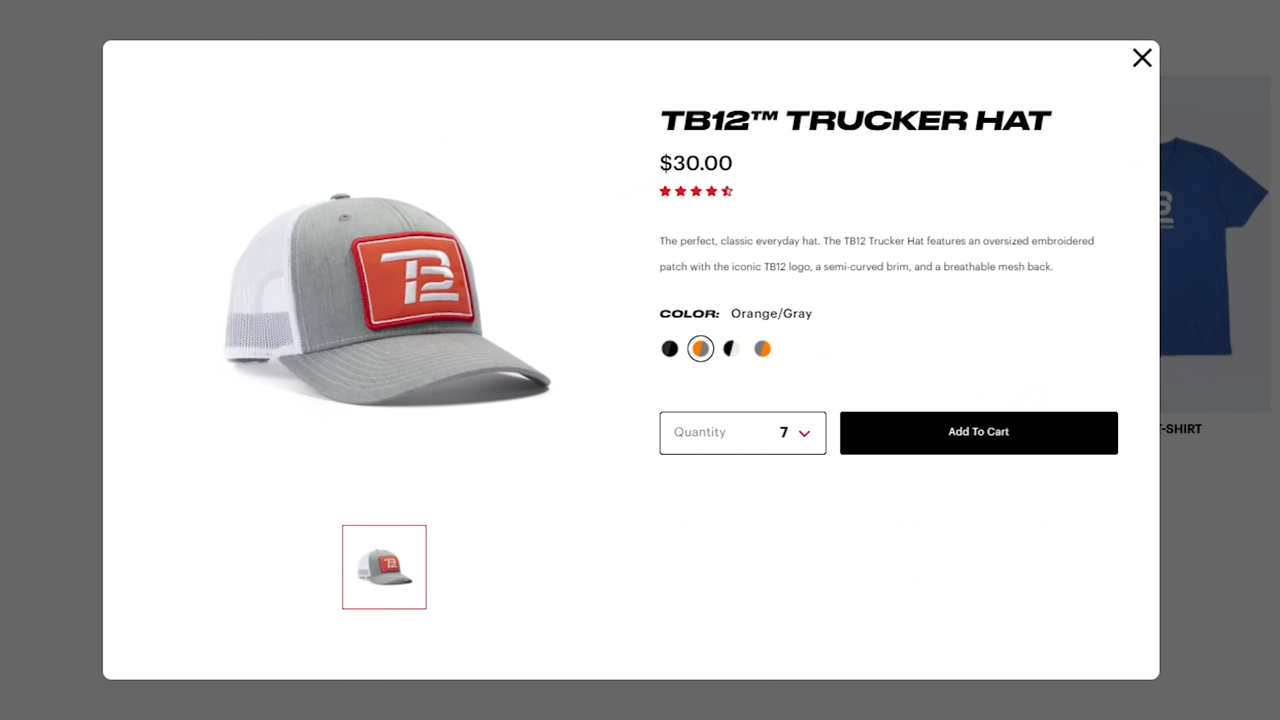 TB12™ TRUCKER HAT
$30.00
The perfect, classic everyday hat. The TB12 Trucker Hat features an oversized embroidered
patch with the iconic TB12 logo, a semi-curved brim, and a breathable mesh back.
COLOR: Orange/Gray
Quantity 7
Add To Cart
T-SHIRT
TB12
TB12